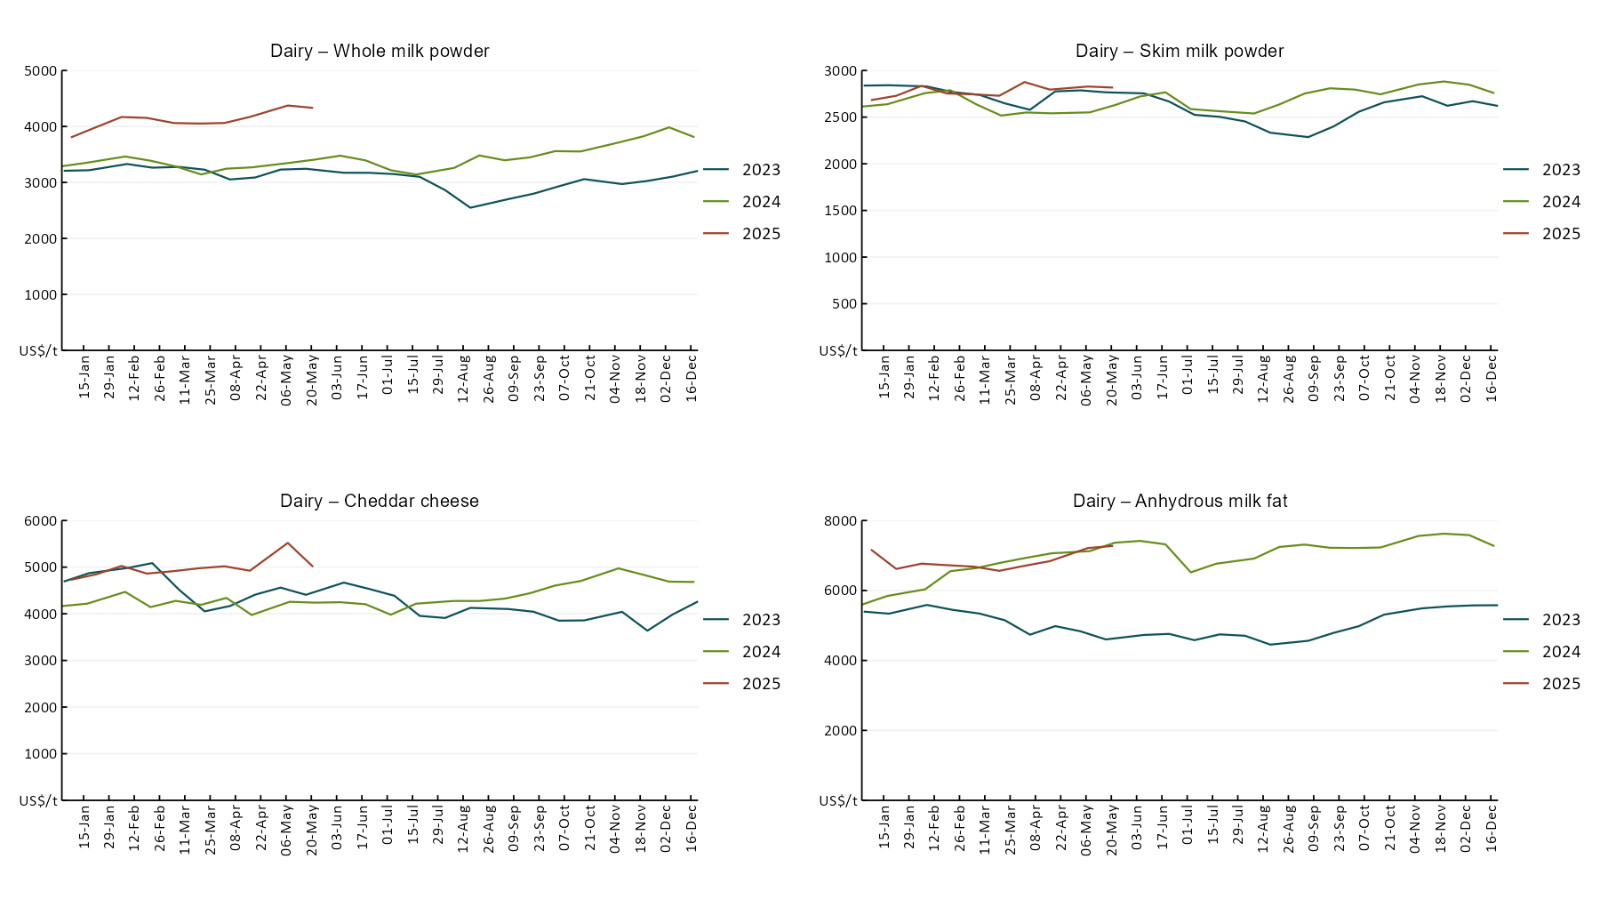 Dairy – Whole milk powder
5000
4000
3000
2000
1000
US$/t
15-Jan
29-Jan
12-Feb
26-Feb
11-Mar
25-Mar
08-Apr
22-Apr
06-May
20-May
03-Jun
17-Jun
01-Jul
15-Jul
29-Jul
12-Aug
26-Aug
09-Sep
23-Sep
07-Oct
21-Oct
04-Nov
18-Nov
02-Dec
16-Dec
2023
2024
2025
Dairy – Skim milk powder
3000
2500
2000
1500
1000
500
US$/t
15-Jan
29-Jan
12-Feb
26-Feb
11-Mar
25-Mar
08-Apr
22-Apr
06-May
20-May
03-Jun
17-Jun
01-Jul
15-Jul
29-Jul
12-Aug
26-Aug
09-Sep
23-Sep
07-Oct
21-Oct
04-Nov
18-Nov
02-Dec
16-Dec
2023
2024
2025
Dairy – Cheddar cheese
6000
5000
4000
3000
2000
1000
US$/t
15-Jan
29-Jan
12-Feb
26-Feb
11-Mar
25-Mar
08-Apr
22-Apr
06-May
20-May
03-Jun
17-Jun
01-Jul
15-Jul
29-Jul
12-Aug
26-Aug
09-Sep
23-Sep
07-Oct
21-Oct
04-Nov
18-Nov
02-Dec
16-Dec
2023
2024
2025
Dairy – Anhydrous milk fat
8000
6000
4000
2000
US$/t
15-Jan
29-Jan
12-Feb
26-Feb
11-Mar
25-Mar
08-Apr
22-Apr
06-May
20-May
03-Jun
17-Jun
01-Jul
15-Jul
29-Jul
12-Aug
26-Aug
09-Sep
23-Sep
07-Oct
21-Oct
04-Nov
18-Nov
02-Dec
16-Dec
2023
2024
2025